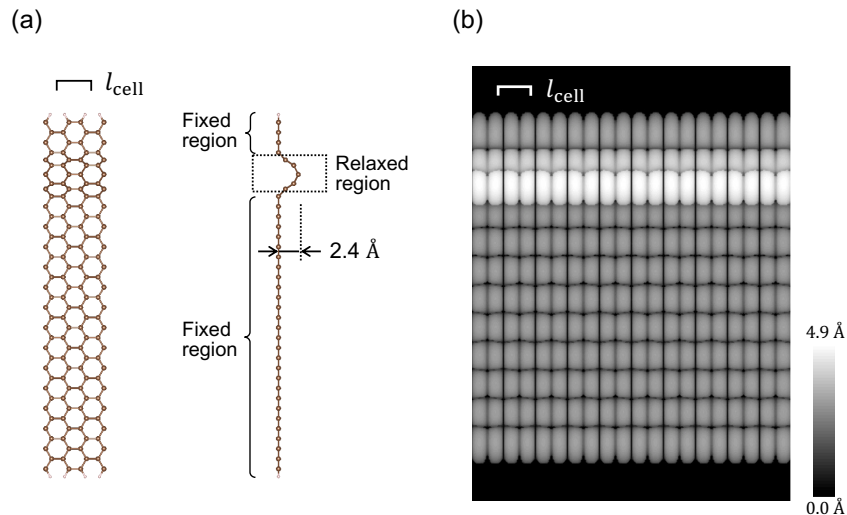 (a)
(b)
l_cell
l_cell
Fixed
region
Relaxed
region
2.4 Å
Fixed
region
4.9 Å
0.0 Å